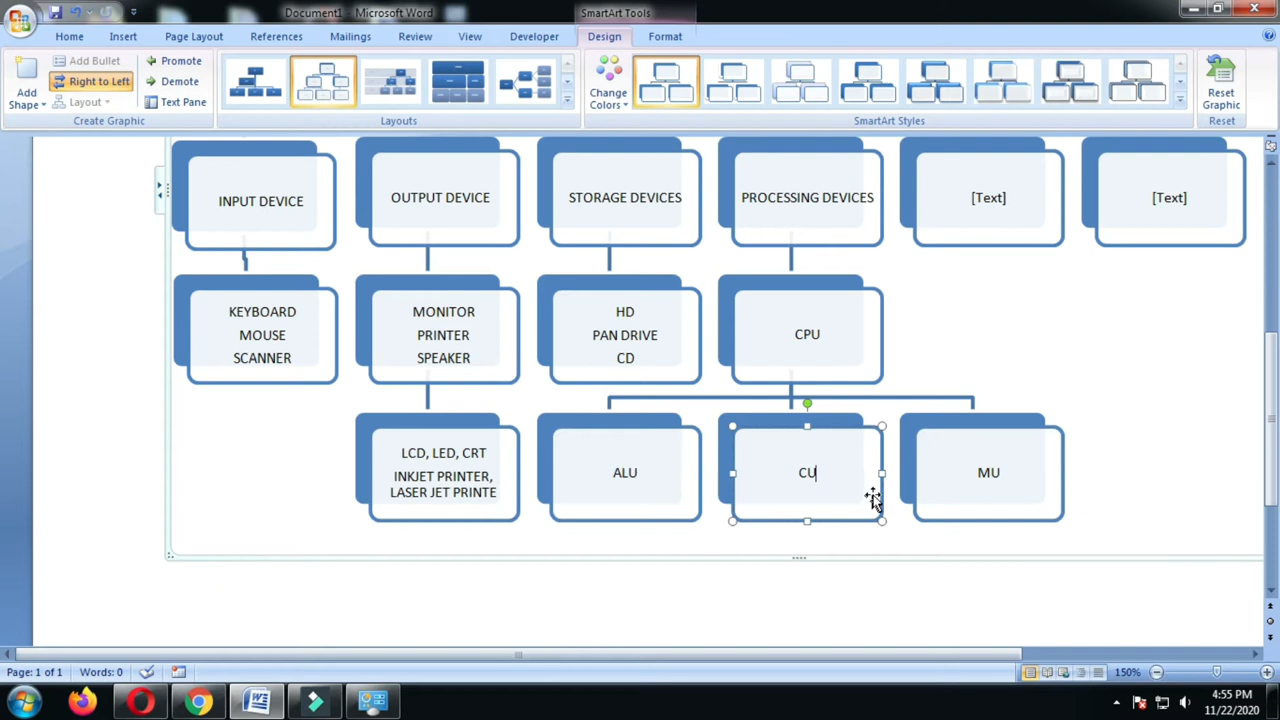 Document1 - Microsoft Word
SmartArt Tools
Home
Insert
Page Layout
References
Mailings
Review
View
Developer
Design
Format
Add Shape
Add Bullet
Right to Left
Layout
Promote
Demote
Text Pane
Create Graphic
Layouts
Change Colors
SmartArt Styles
Reset Graphic
Reset
INPUT DEVICE
OUTPUT DEVICE
STORAGE DEVICES
PROCESSING DEVICES
[Text]
[Text]
KEYBOARD
MOUSE
SCANNER
MONITOR
PRINTER
SPEAKER
HD
PAN DRIVE
CD
CPU
LCD, LED, CRT
INKJET PRINTER,
LASER JET PRINTE
ALU
CU
MU
Page: 1 of 1
Words: 0
150%
4:55 PM
11/22/2020